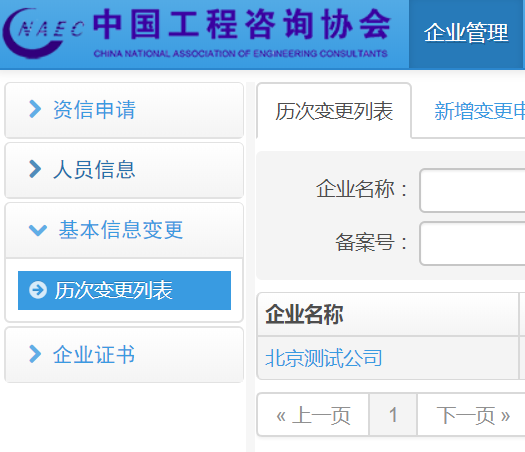 NAEC 中国工程咨询协会
CHINA NATIONAL ASSOCIATION OF ENGINEERING CONSULTANTS
企业管理
资信申请
人员信息
基本信息变更
历次变更列表
企业证书
历次变更列表 新增变更申
企业名称：
备案号：
企业名称
北京测试公司
« 上一页 1 下一页 »